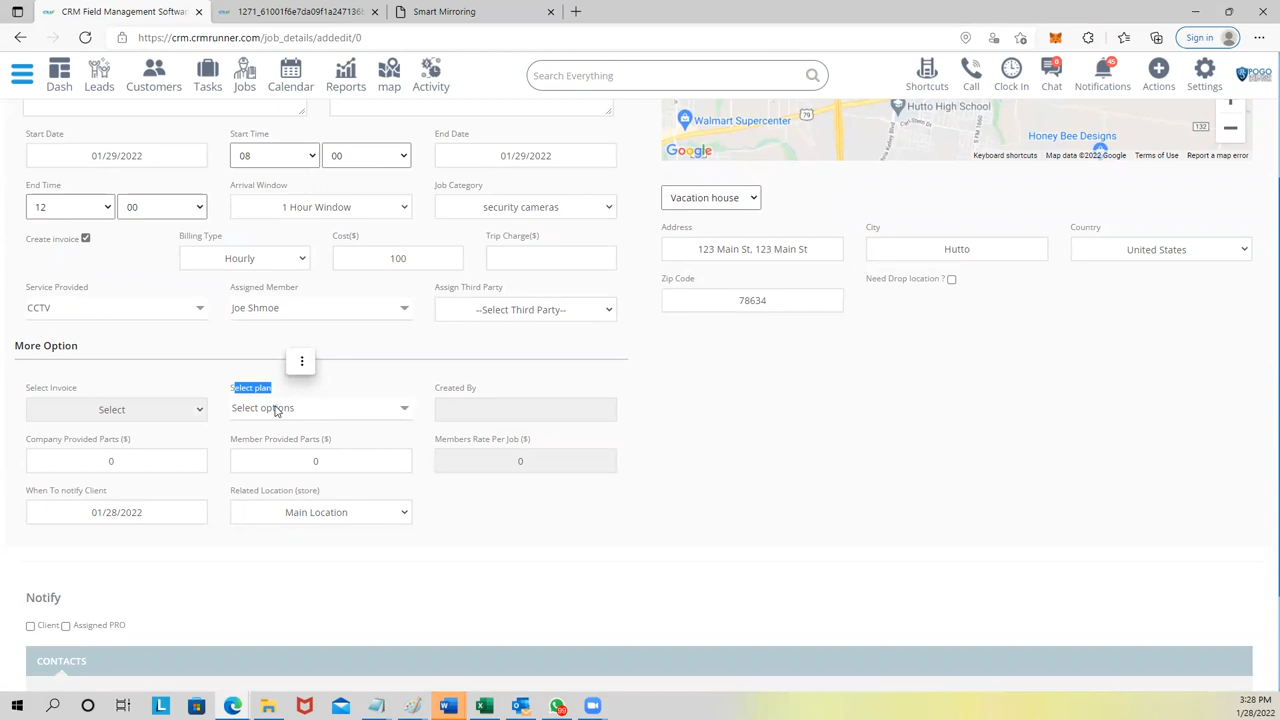 CRM Field Management Softwar
1271_61001f6e7da09f1a247136
Smart Mirroring
https://crm.crmrunner.com/job_details/addedit/0
Sign in
Dash
Leads
Customers
Tasks
Jobs
Calendar
Reports
map
Activity
Search Everything
Shortcuts
Call
Clock In
0
Chat
45
Notifications
Actions
Settings
POGO
Start Date
Start Time
End Date
01/29/2022
08
00
01/29/2022
End Time
Arrival Window
Job Category
12
00
1 Hour Window
security cameras
Create invoice
Billing Type
Cost($)
Trip Charge($)
Hourly
100
Service Provided
Assigned Member
Assign Third Party
CCTV
Joe Shmoe
--Select Third Party--
More Option
Select Invoice
Select plan
Created By
Select
Select options
Company Provided Parts ($)
Member Provided Parts ($)
Members Rate Per Job ($)
0
0
0
When To notify Client
Related Location (store)
01/28/2022
Main Location
Walmart Supercenter
79
Hutto High School
132
Honey Bee Designs
Google
Keyboard shortcuts
Map data ©2022 Google
Terms of Use
Report a map error
Vacation house
Address
City
Country
123 Main St, 123 Main St
Hutto
United States
Zip Code
Need Drop location ?
78634
Notify
Client
Assigned PRO
CONTACTS
99
3:28 PM
1/28/2022